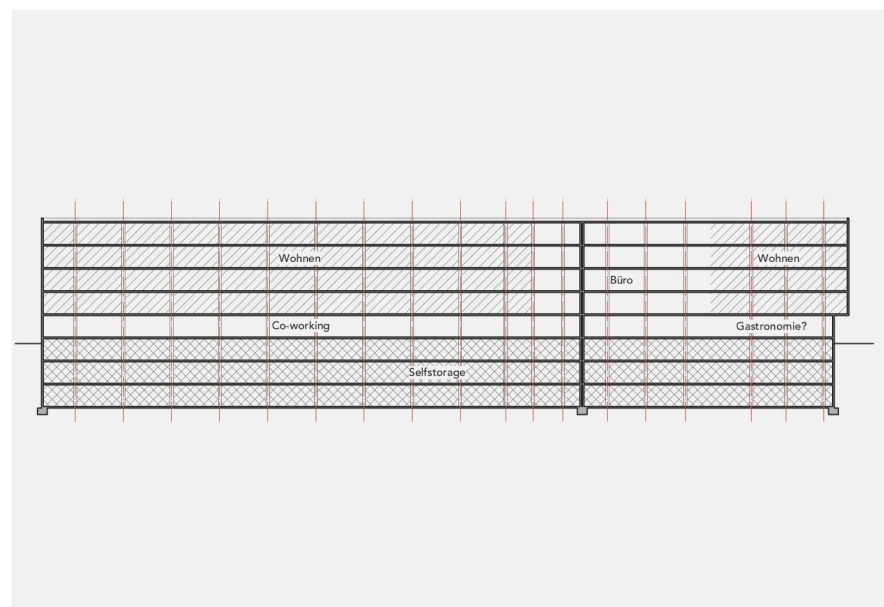 Wohnen
Wohnen
Büro
Co-working
Gastronomie?
Selfstorage